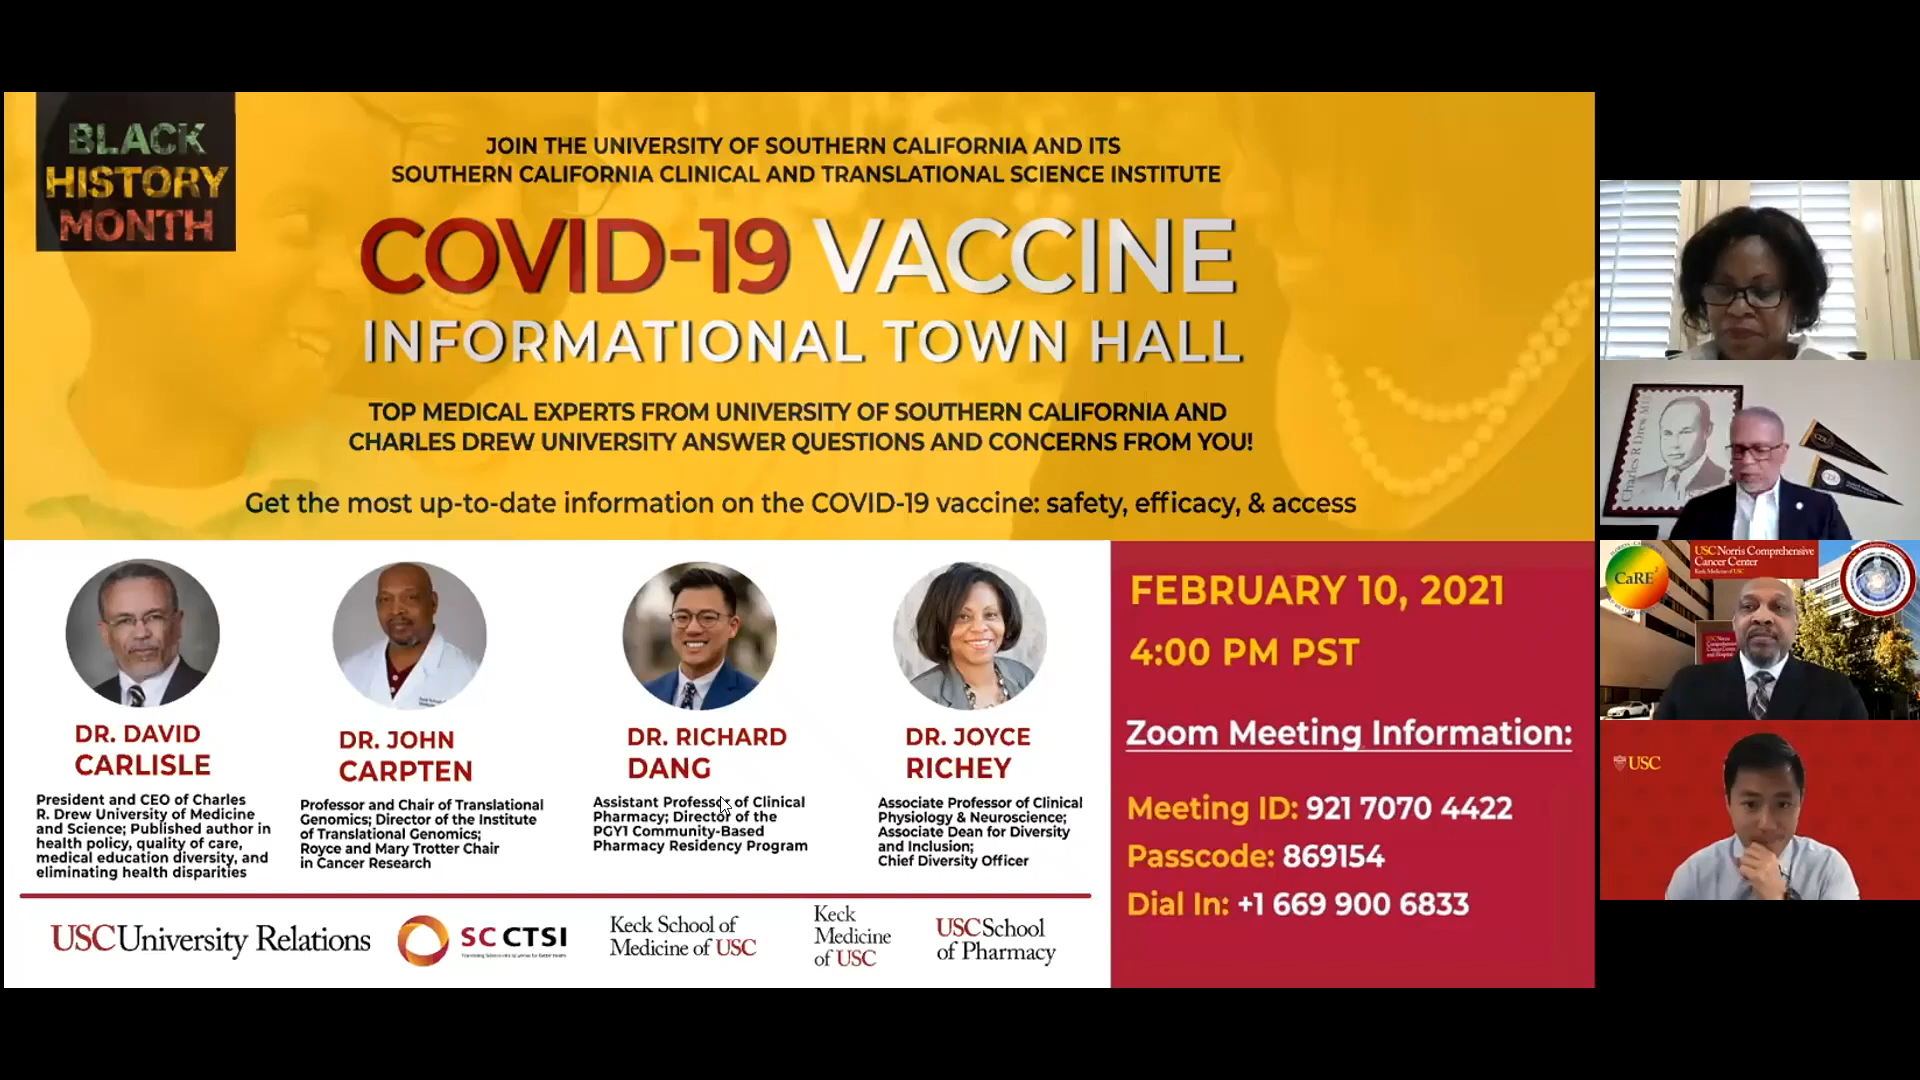 BLACK
HISTORY
MONTH
JOIN THE UNIVERSITY OF SOUTHERN CALIFORNIA AND ITS
SOUTHERN CALIFORNIA CLINICAL AND TRANSLATIONAL SCIENCE INSTITUTE
COVID-19 VACCINE
INFORMATIONAL TOWN HALL
TOP MEDICAL EXPERTS FROM UNIVERSITY OF SOUTHERN CALIFORNIA AND
CHARLES DREW UNIVERSITY ANSWER QUESTIONS AND CONCERNS FROM YOU!
Get the most up-to-date information on the COVID-19 vaccine: safety, efficacy, & access
DR. DAVID
CARLISLE
President and CEO of Charles
R. Drew University of Medicine
and Science; Published author in
health policy, quality of care,
medical education diversity, and
eliminating health disparities
DR. JOHN
CARPTEN
Professor and Chair of Translational
Genomics; Director of the Institute
of Translational Genomics;
Royce and Mary Trotter Chair
in Cancer Research
DR. RICHARD
DANG
Assistant Professor of Clinical
Pharmacy; Director of the
PGY1 Community-Based
Pharmacy Residency Program
DR. JOYCE
RICHEY
Associate Professor of Clinical
Physiology & Neuroscience;
Associate Dean for Diversity
and Inclusion;
Chief Diversity Officer
USC University Relations
SC CTSI
Keck School of
Medicine of USC
Keck
Medicine
of USC
USC School
of Pharmacy
FEBRUARY 10, 2021
4:00 PM PST
Zoom Meeting Information:
Meeting ID: 921 7070 4422
Passcode: 869154
Dial In: +1 669 900 6833
Charles R Drew
CDU
CDU
CaRE2
USC Norris Comprehensive
Cancer Center
Keck Medicine of USC
USC